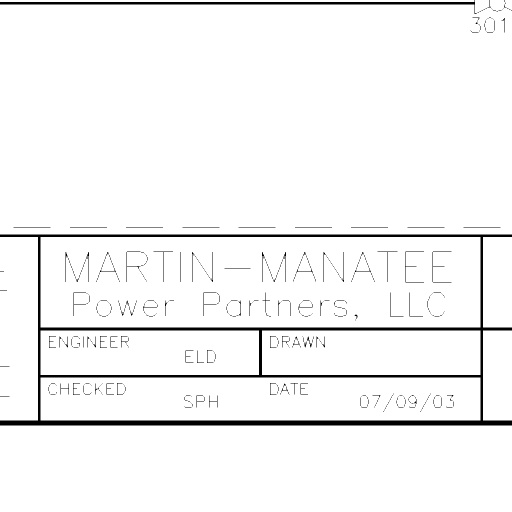 301
MARTIN-MANATEE
Power Partners, LLC
ENGINEER
ELD
DRAWN
CHECKED
SPH
DATE
07/09/03